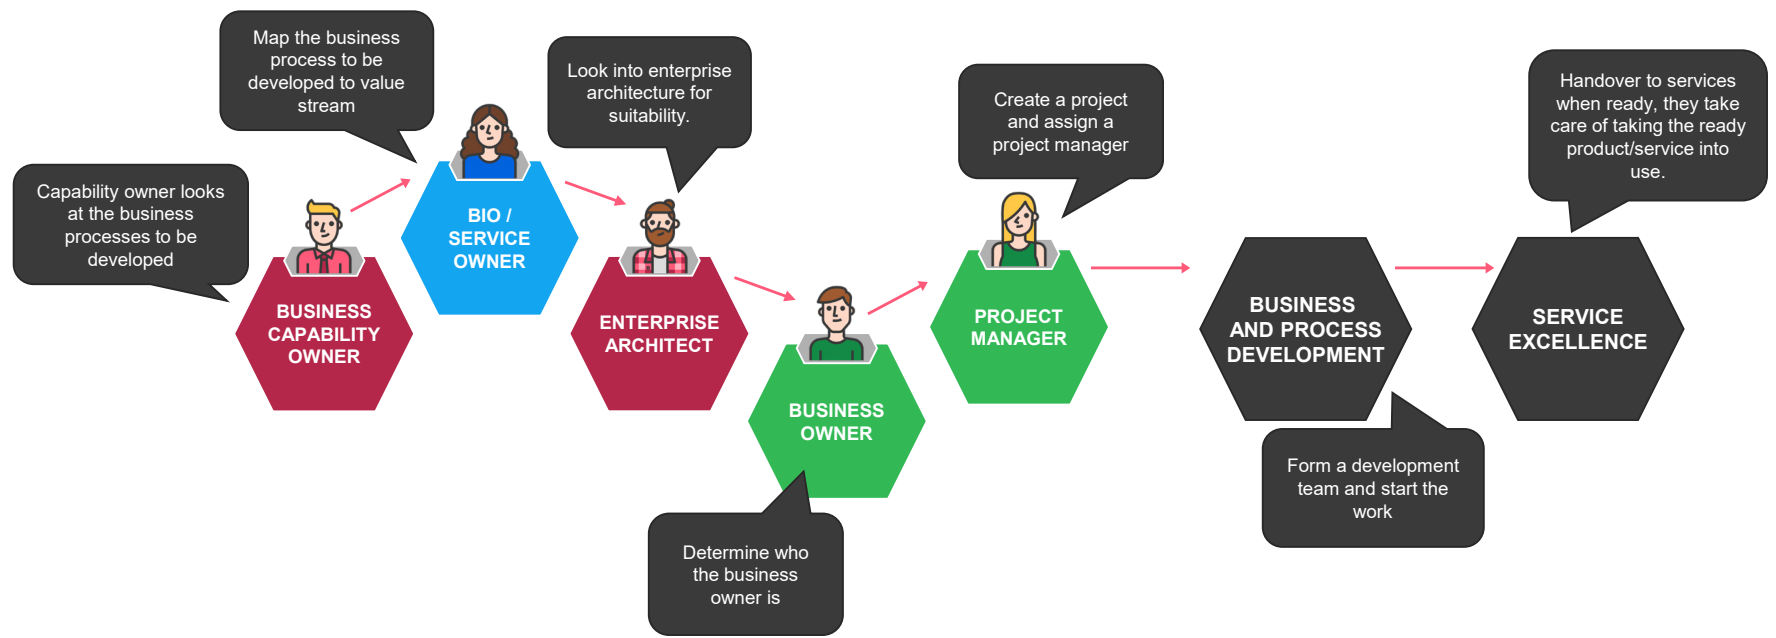 Map the business
process to be
developed to value
stream
Look into enterprise
architecture for
suitability.
Create a project
and assign a
project manager
Handover to services
when ready, they take
care of taking the ready
product/service into
use.
Capability owner looks
at the business
processes to be
developed
BIO /
SERVICE
OWNER
BUSINESS
CAPABILITY
OWNER
ENTERPRISE
ARCHITECT
BUSINESS
OWNER
PROJECT
MANAGER
BUSINESS
AND PROCESS
DEVELOPMENT
SERVICE
EXCELLENCE
Form a development
team and start the
work
Determine who
the business
owner is